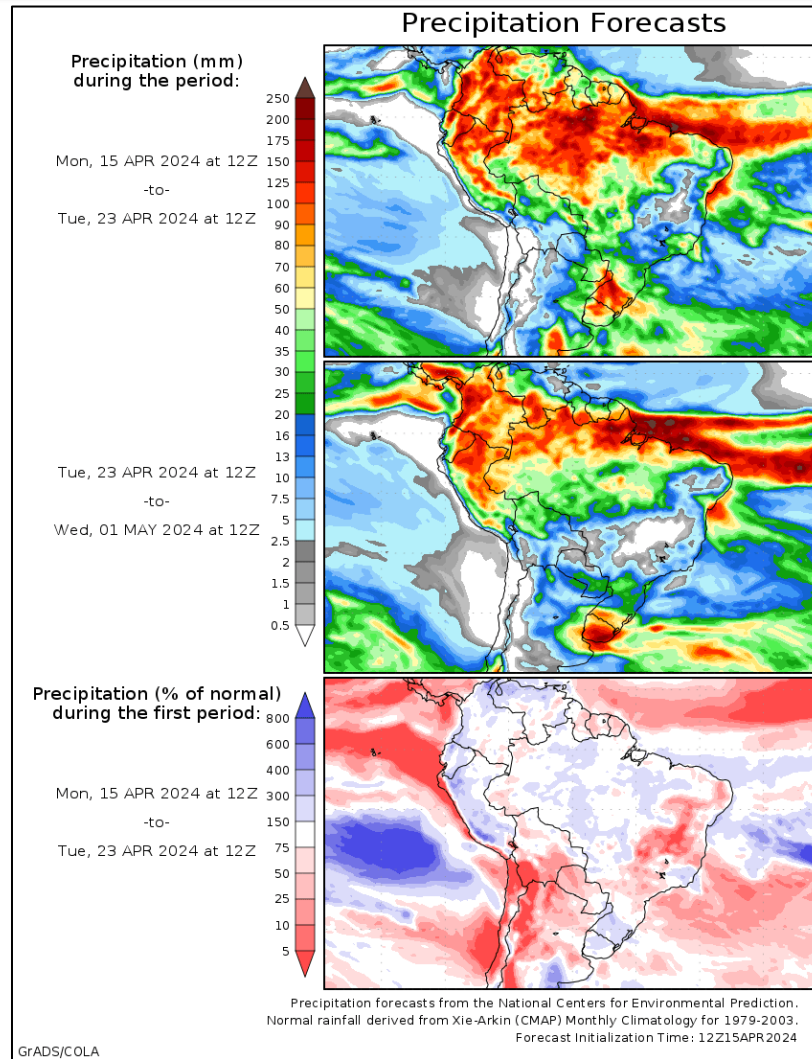 Precipitation Forecasts
Precipitation (mm)
during the period:
Mon, 15 APR 2024 at 12Z
-to-
Tue, 23 APR 2024 at 12Z
250
200
175
150
125
100
90
80
70
60
50
40
35
30
25
20
16
13
10
7.5
5
2.5
2
1.5
1
0.5
Tue, 23 APR 2024 at 12Z
-to-
Wed, 01 MAY 2024 at 12Z
Precipitation (% of normal)
during the first period:
Mon, 15 APR 2024 at 12Z
-to-
Tue, 23 APR 2024 at 12Z
800
600
400
300
150
75
50
25
10
5
Precipitation forecasts from the National Centers for Environmental Prediction.
Normal rainfall derived from Xie-Arkin (CMAP) Monthly Climatology for 1979-2003.
Forecast Initialization Time: 12Z15APR2024
GrADS/COLA